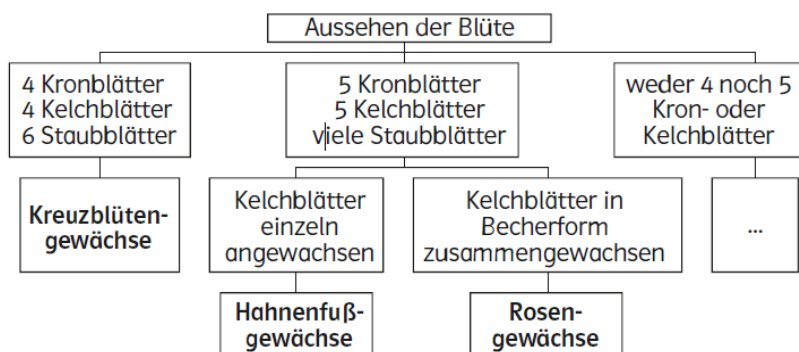 Aussehen der Blüte
4 Kronblätter
4 Kelchblätter
6 Staubblätter
5 Kronblätter
5 Kelchblätter
viele Staubblätter
weder 4 noch 5
Kron- oder
Kelchblätter
Kreuzblüten-
gewächse
Kelchblätter
einzeln
angewachsen
Kelchblätter in
Becherform
zusammengewachsen
...
Hahnenfuß-
gewächse
Rosen-
gewächse